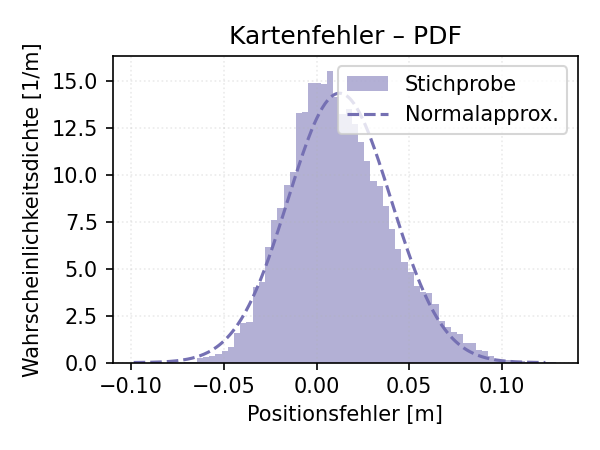 Kartenfehler – PDF
Wahrscheinlichkeitsdichte [1/m]
15.0
12.5
10.0
7.5
5.0
2.5
0.0
Stichprobe
Normalapprox.
−0.10
−0.05
0.00
0.05
0.10
Positionsfehler [m]